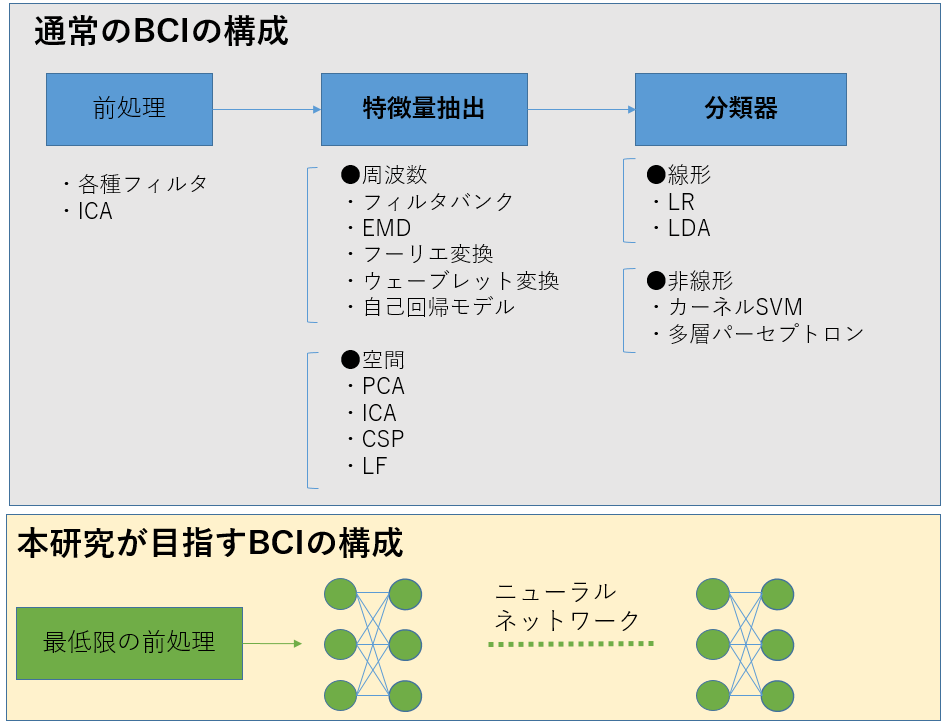 通常のBCIの構成
前処理
特徴量抽出
分類器
・各種フィルタ
・ICA
●周波数
・フィルタバンク
・EMD
・フーリエ変換
・ウェーブレット変換
・自己回帰モデル
●空間
・PCA
・ICA
・CSP
・LF
●線形
・LR
・LDA
●非線形
・カーネルSVM
・多層パーセプトロン
本研究が目指すBCIの構成
最低限の前処理
ニューラル
ネットワーク